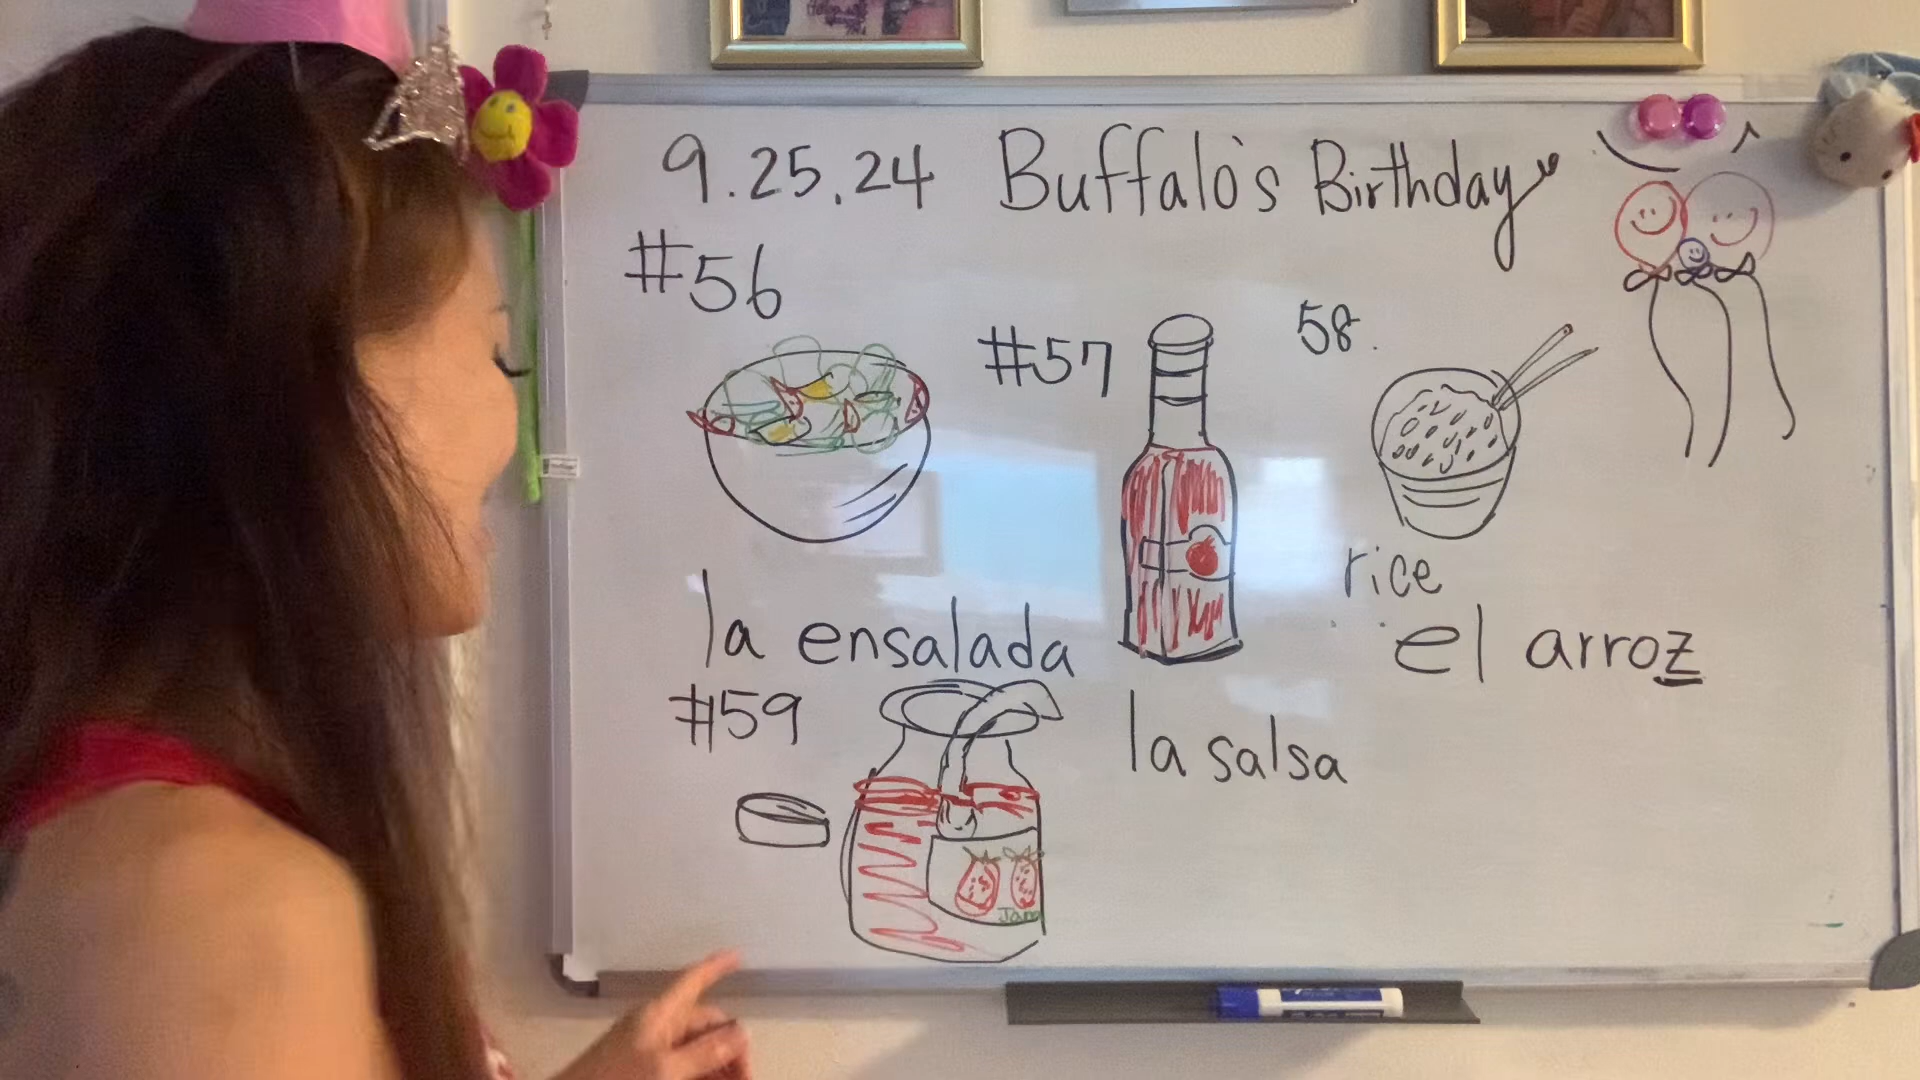 9.25.24 Buffalo's Birthday
#56
#57
58.
la ensalada
rice
el arroz
#59
la salsa
Jam